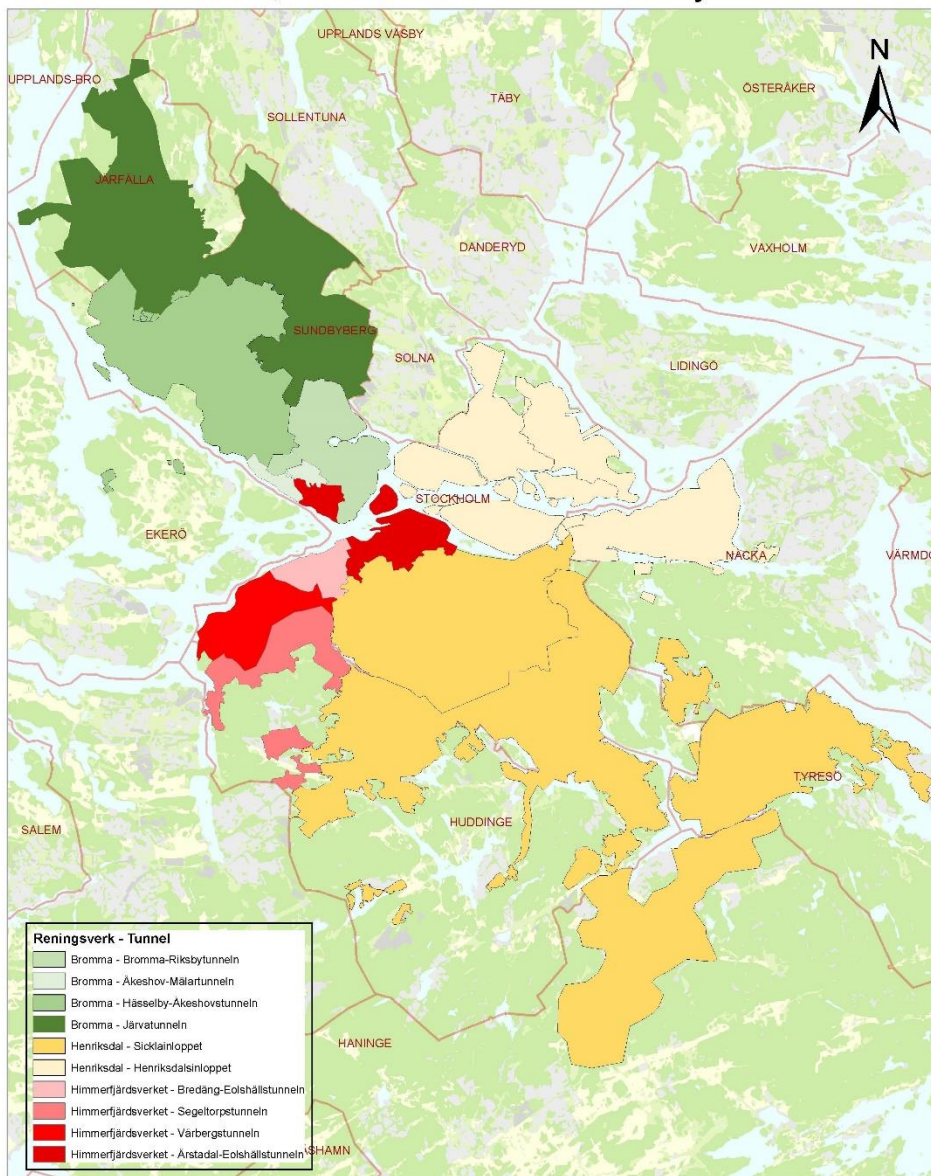 UPPLANDS VÄSBY
N
UPPLANDS-BRO
TÄBY
ÖSTERÅKER
SOLLENTUNA
JÄRFÄLLA
DANDERYD
VAXHOLM
SUNDBYBERG
SOLNA
LIDINGÖ
STOCKHOLM
EKERÖ
NACKA
VÄRMDÖ
TYRESÖ
SALEM
HUDDINGE
HANINGE
SHAMN
Reningsverk - Tunnel
Bromma - Bromma-Riksbytunneln
Bromma - Åkeshov-Mälartunneln
Bromma - Hässelby-Åkeshovstunneln
Bromma - Järvatunneln
Henriksdal - Sicklainloppet
Henriksdal - Henriksdalsinloppet
Himmerfjärdsverket - Bredäng-Eolshällstunneln
Himmerfjärdsverket - Segeltorpstunneln
Himmerfjärdsverket - Vårbergstunneln
Himmerfjärdsverket - Årstadal-Eolshällstunneln